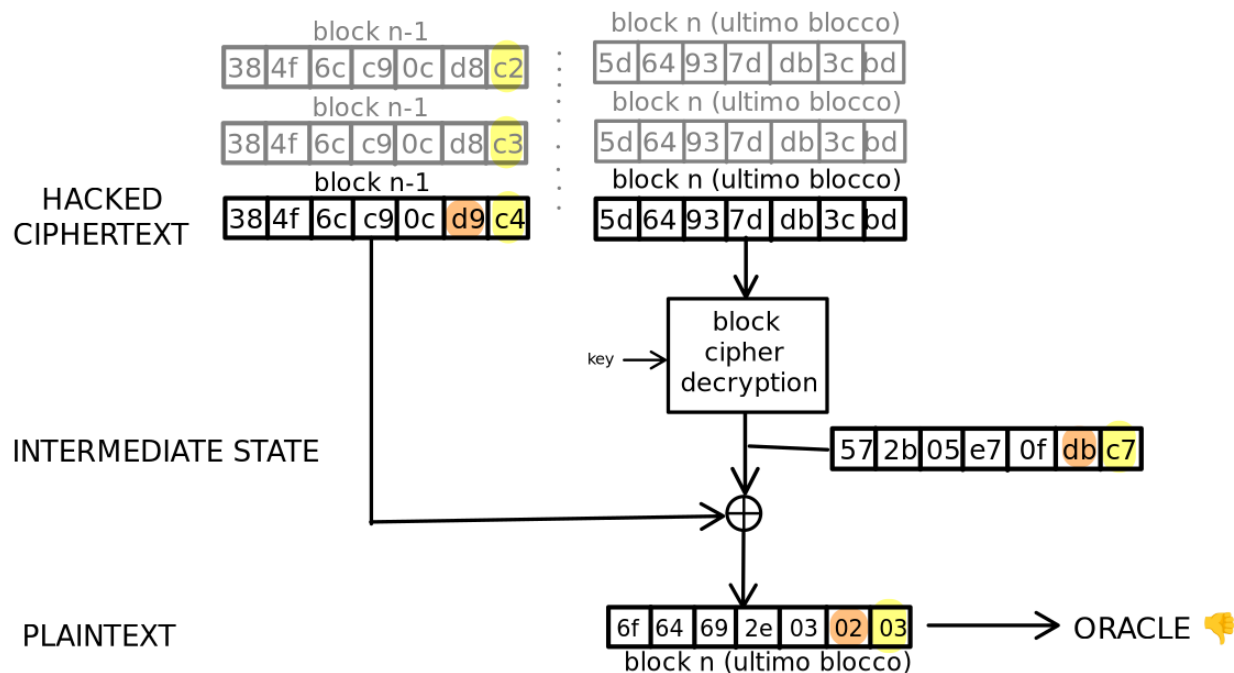 block n-1
block n (ultimo blocco)
38 4f 6c c9 0c d8 c2
5d 64 93 7d db 3c bd
block n-1
block n (ultimo blocco)
38 4f 6c c9 0c d8 c3
5d 64 93 7d db 3c bd
block n-1
block n (ultimo blocco)
HACKED
CIPHERTEXT
38 4f 6c c9 0c d9 c4
5d 64 93 7d db 3c bd
block
cipher
decryption
key
INTERMEDIATE STATE
57 2b 05 e7 0f db c7
PLAINTEXT
6f 64 69 2e 03 02 03
ORACLE 👎
block n (ultimo blocco)